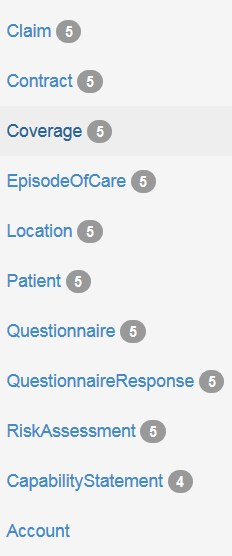 Claim 5
Contract 5
Coverage 5
EpisodeOfCare 5
Location 5
Patient 5
Questionnaire 5
QuestionnaireResponse 5
RiskAssessment 5
CapabilityStatement 4
Account